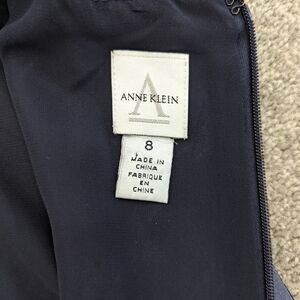 A
ANNE KLEIN
8
MADE IN
CHINA
FABRIQUE
EN
CHINE